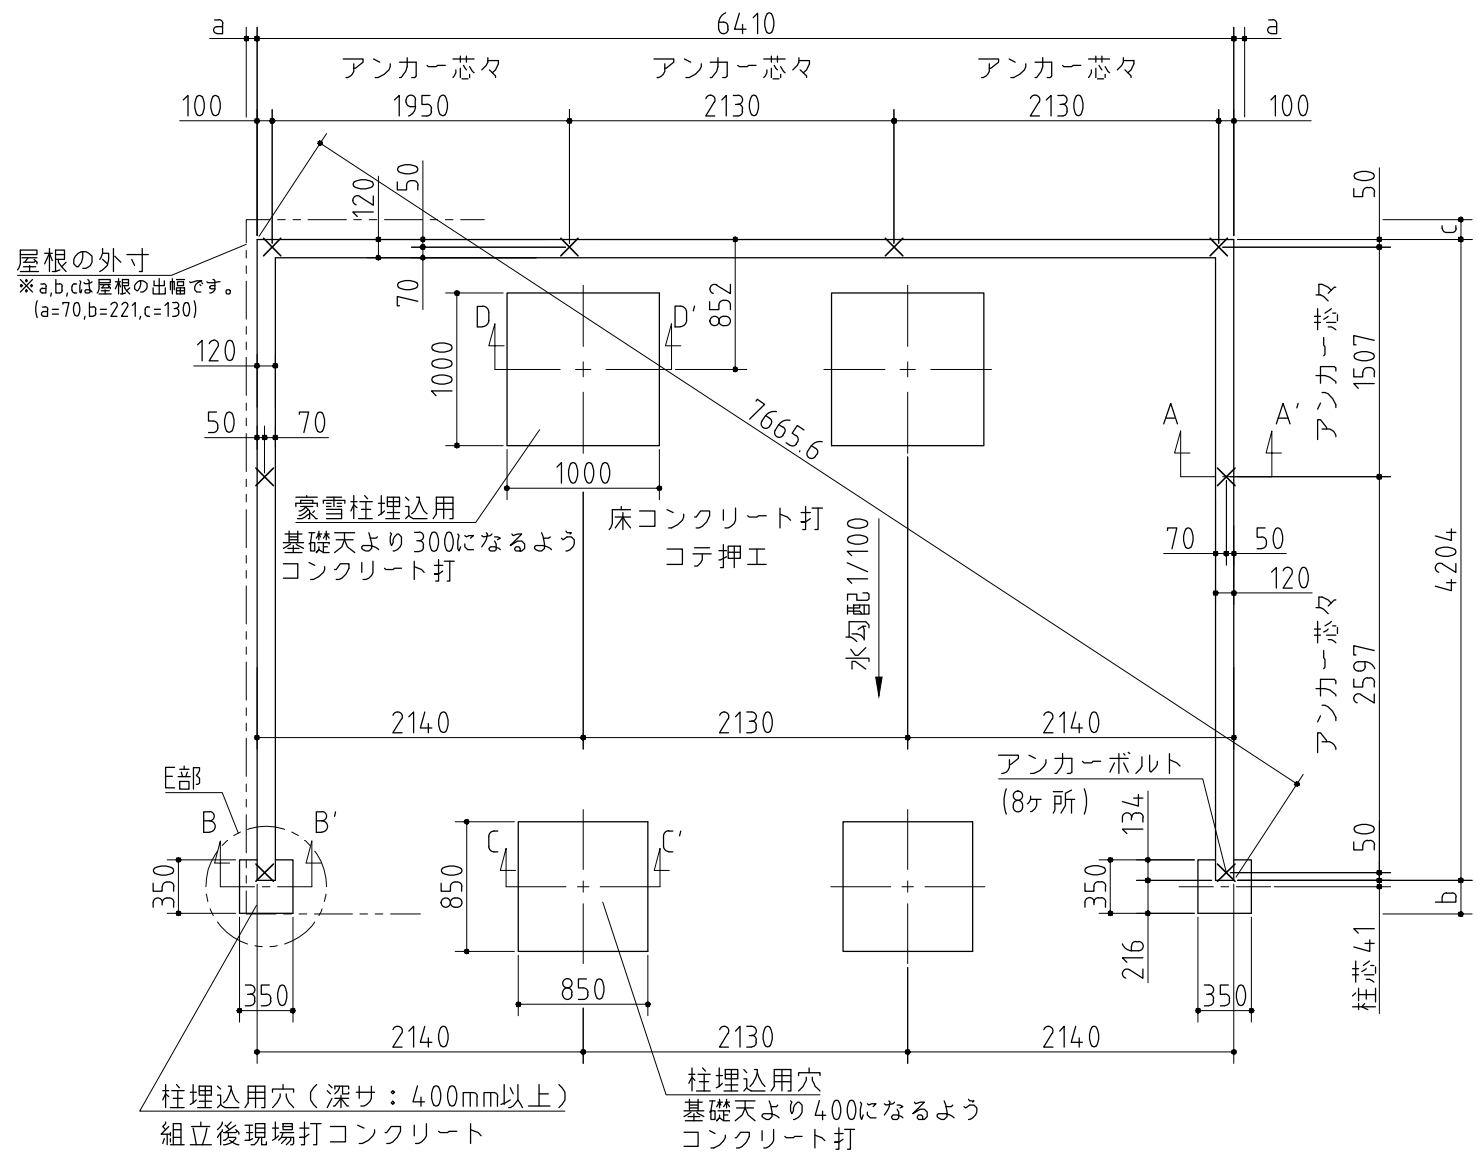 a
6410
a
アンカー芯々
アンカー芯々
アンカー芯々
100
1950
2130
2130
100
120
50
50
c
屋根の外寸
※a,b,cは屋根の出幅です。
(a=70,b=221,c=130)
70
852
D
D'
1000
アンカー芯々
1507
120
50
70
7665.6
A
A'
1000
豪雪柱埋込用
基礎天より300になるよう
コンクリート打
床コンクリート打
コテ押エ
水勾配1/100
70
50
120
4204
アンカー芯々
2597
2140
2130
2140
E部
アンカーボルト
(8ヶ所)
B
B'
C
C'
134
50
350
850
350
b
216
柱芯41
350
850
350
2140
2130
2140
柱埋込用穴(深サ:400mm以上)
組立後現場打コンクリート
柱埋込用穴
基礎天より400になるよう
コンクリート打